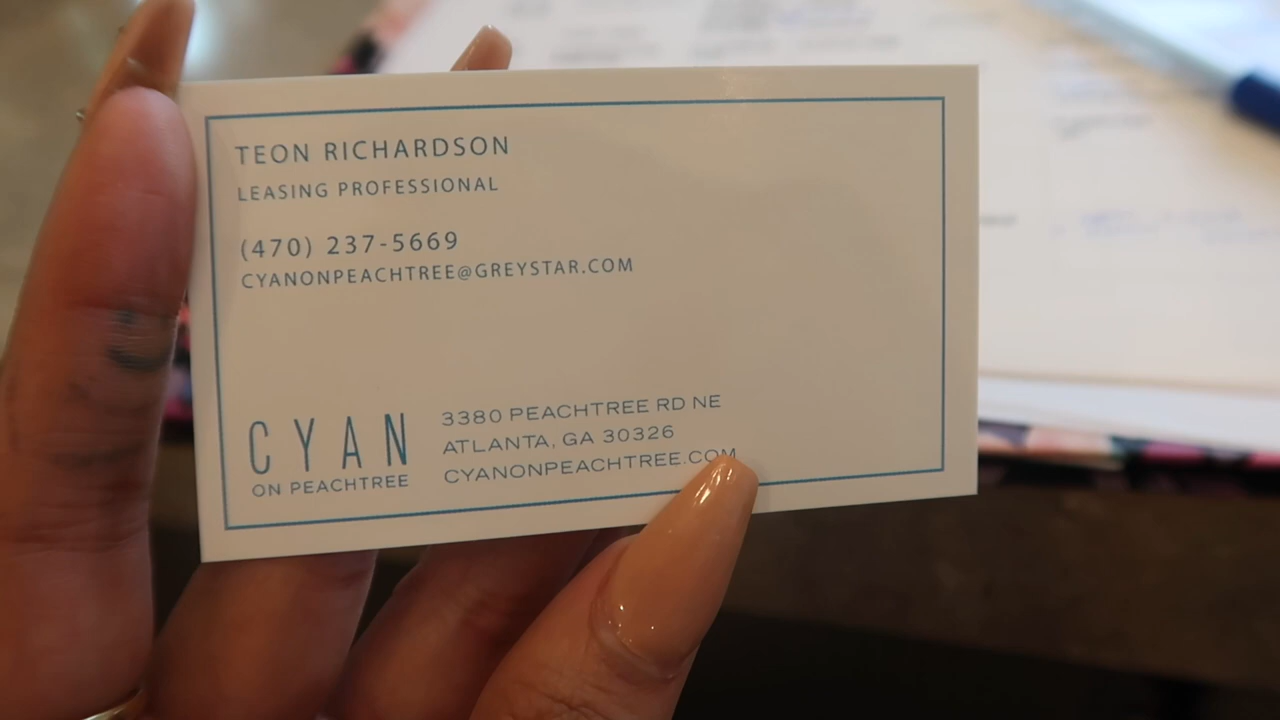 TEON RICHARDSON
LEASING PROFESSIONAL
(470) 237-5669
CYANONPEACHTREE@GREYSTAR.COM
CYAN
ON PEACHTREE
3380 PEACHTREE RD NE
ATLANTA, GA 30326
CYANONPEACHTREE.COM